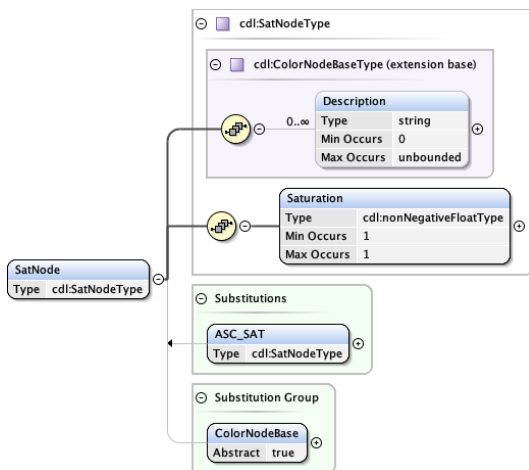 cdl:SatNodeType
cdl:ColorNodeBaseType (extension base)
Description
0..∞
Type string
Min Occurs 0
Max Occurs unbounded
Saturation
Type cdl:nonNegativeFloatType
Min Occurs 1
Max Occurs 1
SatNode
Type cdl:SatNodeType
Substitutions
ASC_SAT
Type cdl:SatNodeType
Substitution Group
ColorNodeBase
Abstract true